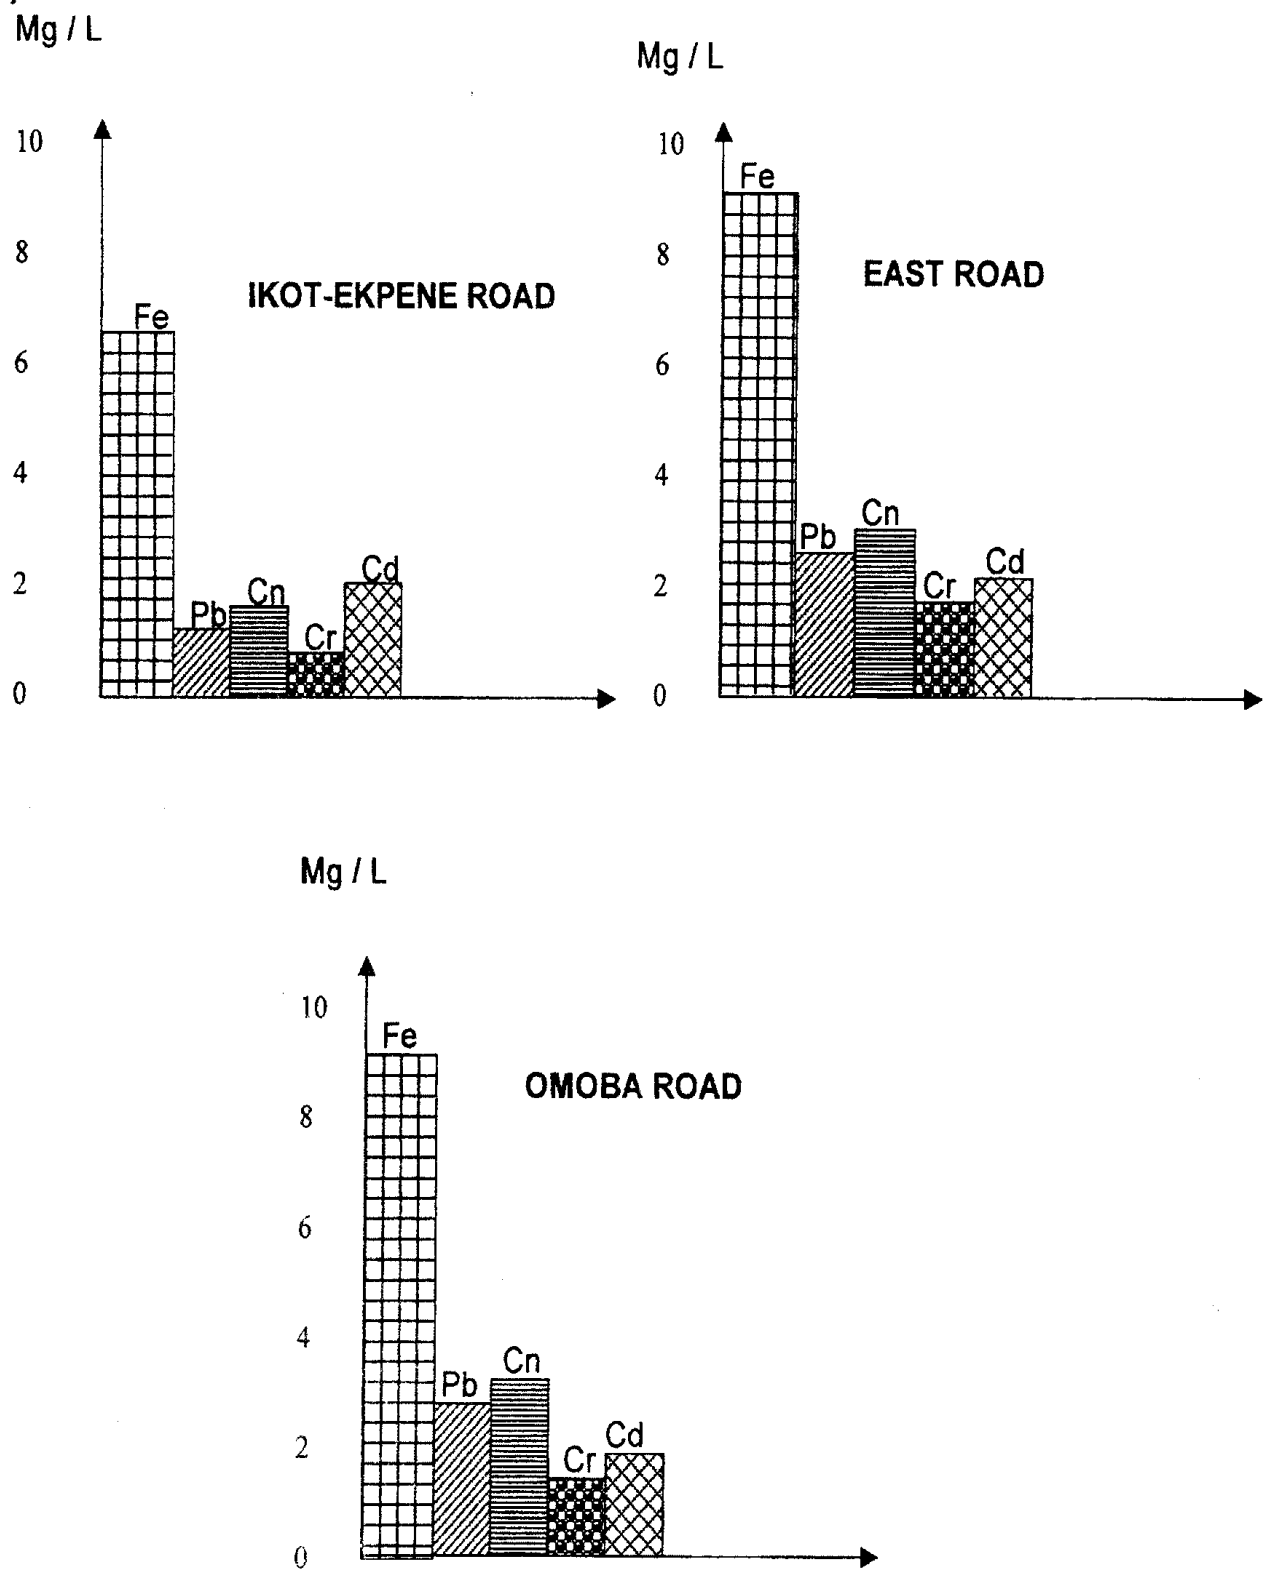 Mg / L
10
8
6
4
2
0
IKOT-EKPENE ROAD
Fe
Pb
Cn
Cr
Cd
Mg / L
10
8
6
4
2
0
EAST ROAD
Fe
Pb
Cn
Cr
Cd
Mg / L
10
8
6
4
2
0
OMOBA ROAD
Fe
Pb
Cn
Cr
Cd